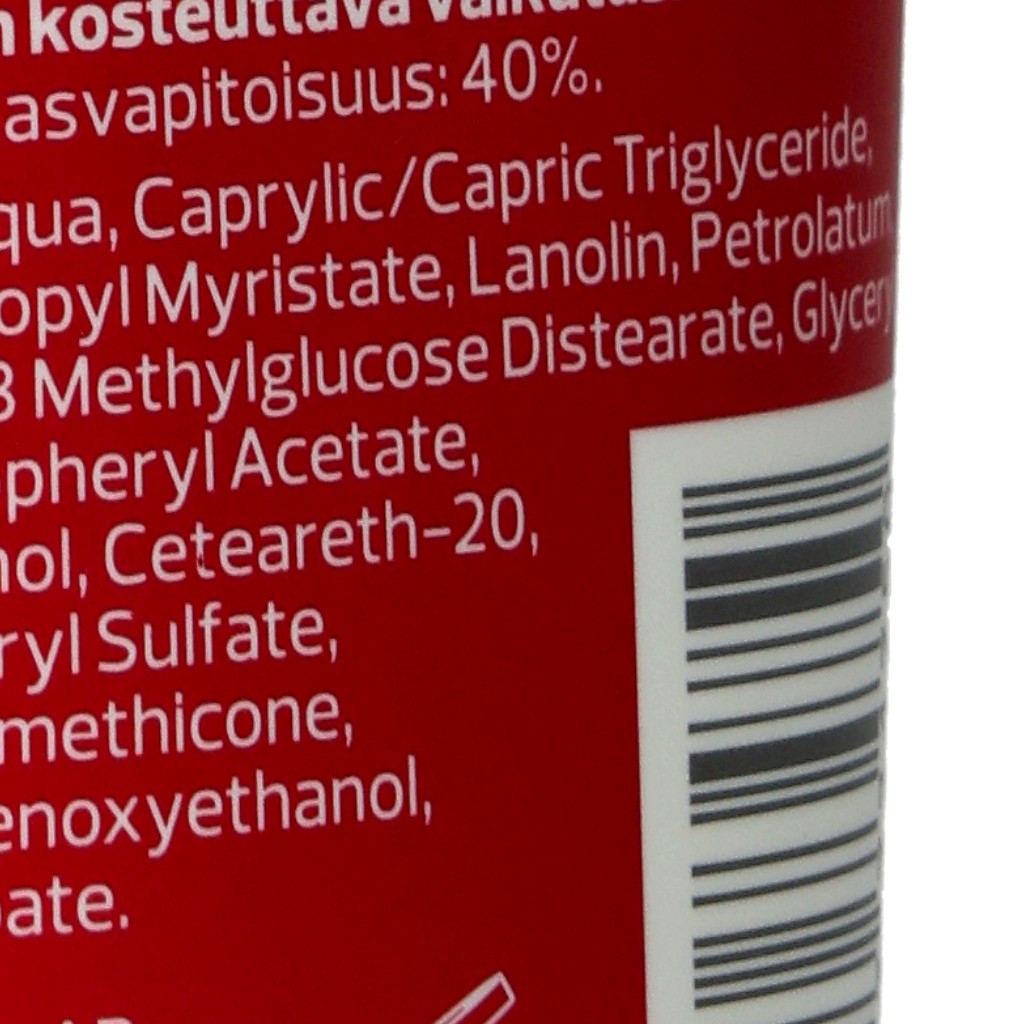 kosteuttava
asvapitoisuus: 40%.
qua, Caprylic/Capric Triglyceride,
opyl Myristate, Lanolin, Petrolatum
Methylglucose Distearate, Glycery
pheryl Acetate,
nol, Ceteareth-20,
ryl Sulfate,
methicone,
enoxyethanol,
ate.